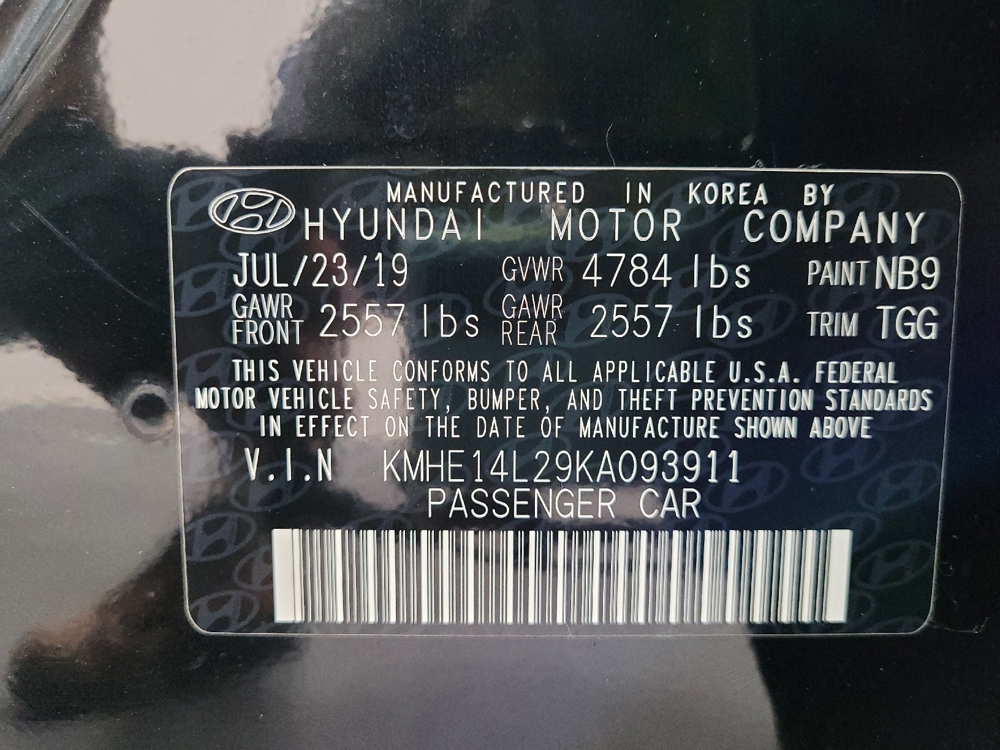 MANUFACTURED IN KOREA BY
HYUNDAI MOTOR COMPANY
JUL/23/19 GVWR 4784 lbs PAINT NB9
GAWR FRONT 2557 lbs GAWR REAR 2557 lbs TRIM TGG
THIS VEHICLE CONFORMS TO ALL APPLICABLE U.S.A. FEDERAL
MOTOR VEHICLE SAFETY, BUMPER, AND THEFT PREVENTION STANDARDS
IN EFFECT ON THE DATE OF MANUFACTURE SHOWN ABOVE
V.I.N KMHE14L29KA093911
PASSENGER CAR